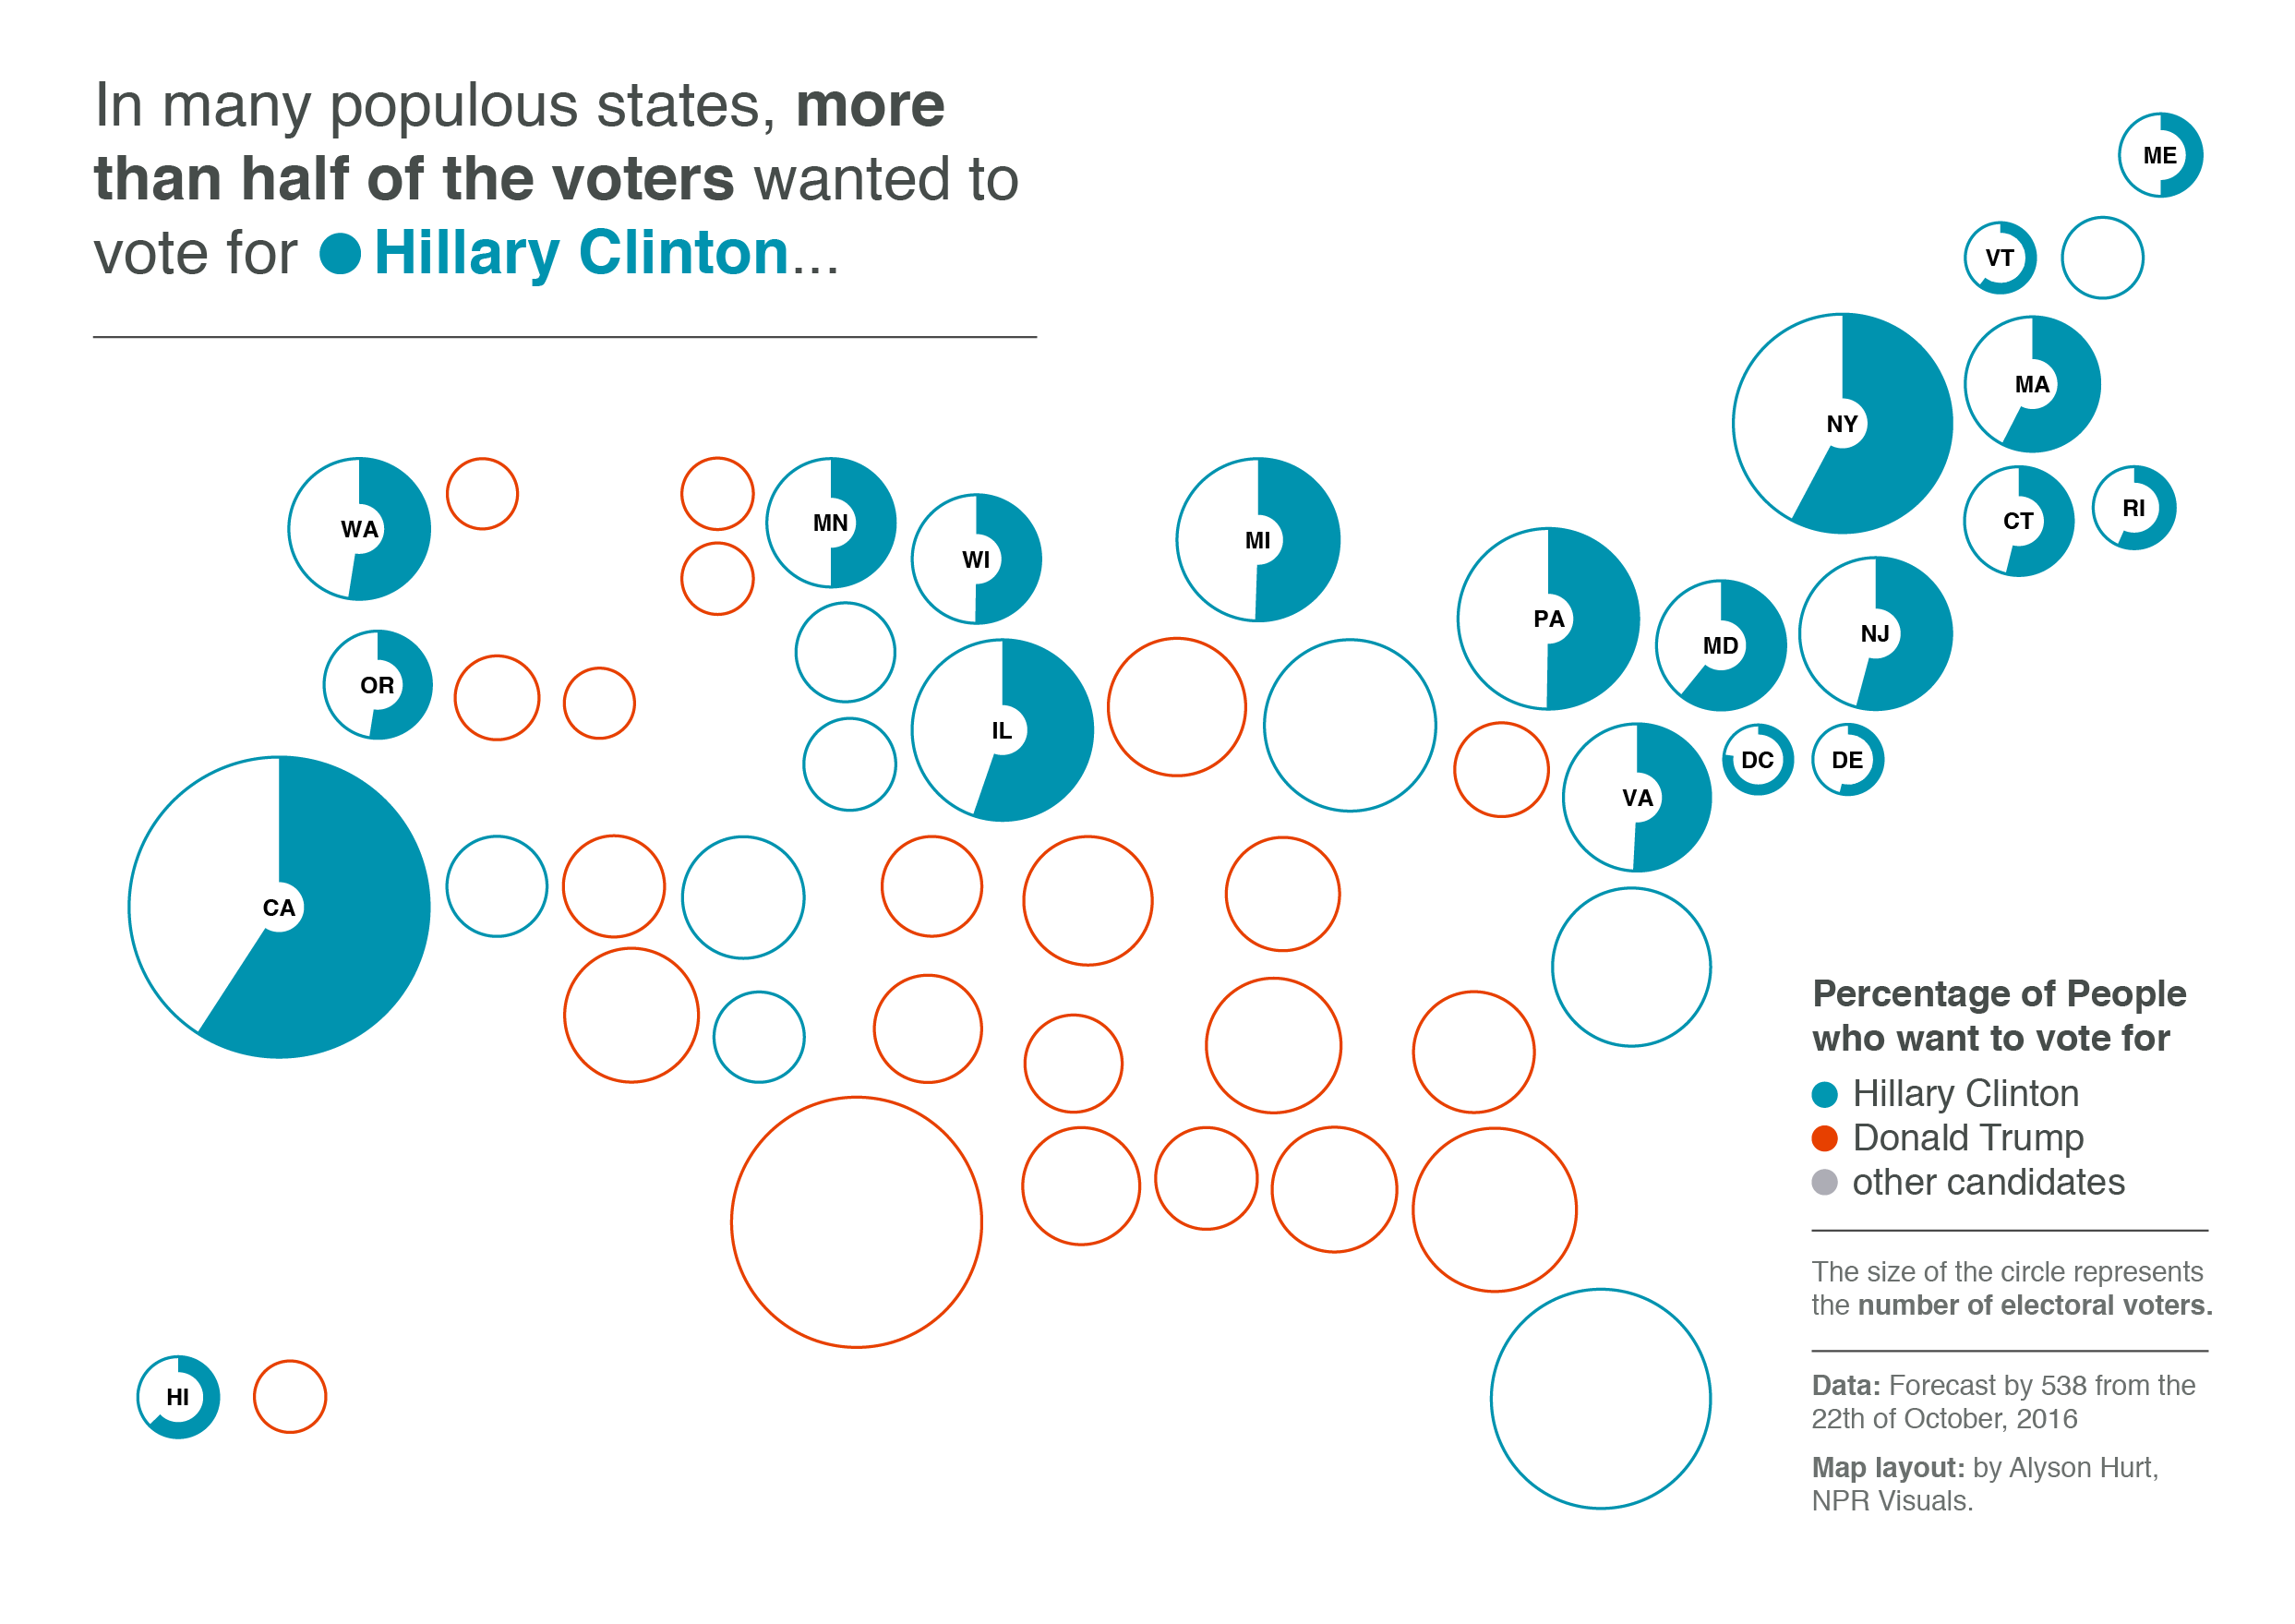 In many populous states, more
than half of the voters wanted to
vote for Hillary Clinton...
ME
VT
NY
MA
WA
MN
WI
MI
CT
RI
OR
IL
PA
MD
NJ
VA
DC
DE
CA
HI
Percentage of People
who want to vote for
Hillary Clinton
Donald Trump
other candidates
The size of the circle represents
the number of electoral voters.
Data: Forecast by 538 from the
22th of October, 2016
Map layout: by Alyson Hurt,
NPR Visuals.